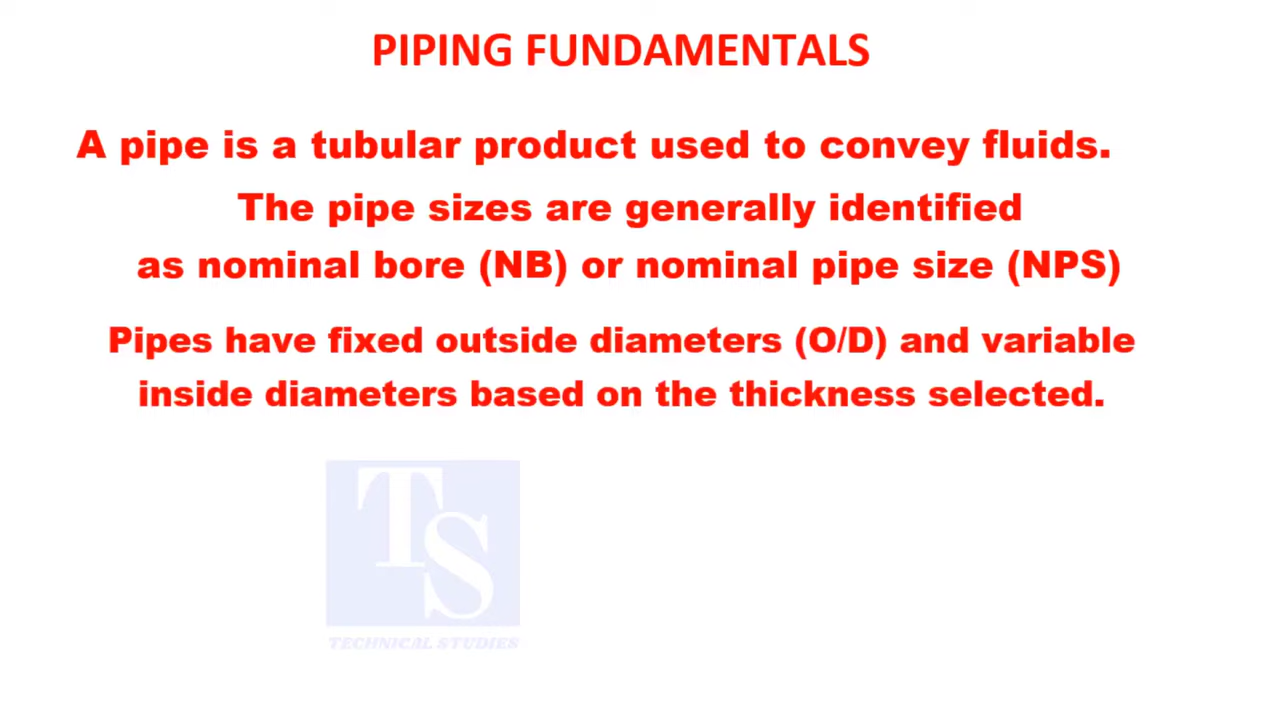 PIPING FUNDAMENTALS
A pipe is a tubular product used to convey fluids.
The pipe sizes are generally identified
as nominal bore (NB) or nominal pipe size (NPS)
Pipes have fixed outside diameters (O/D) and variable
inside diameters based on the thickness selected.
TS
TECHNICAL STUDIES